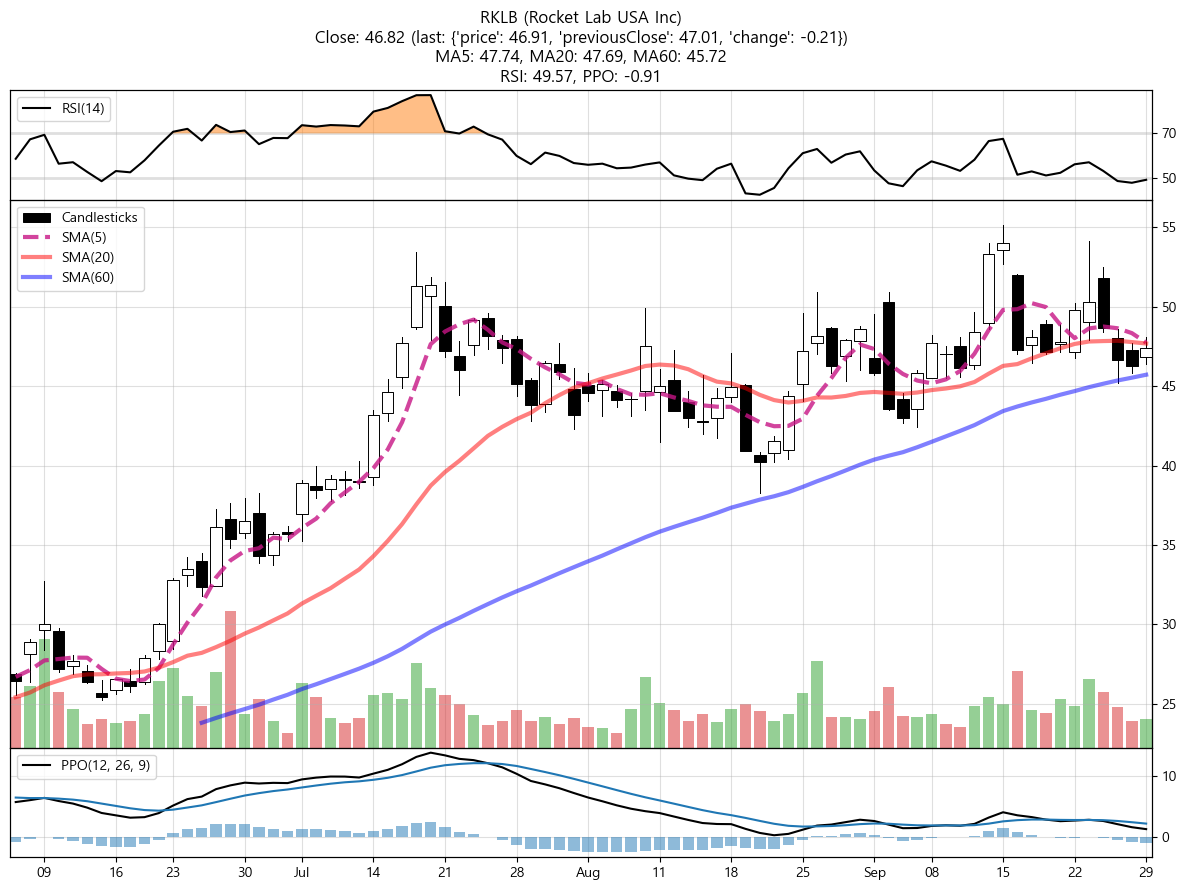 RKLB (Rocket Lab USA Inc)
Close: 46.82 (last: {'price': 46.91, 'previousClose': 47.01, 'change': -0.21})
MA5: 47.74, MA20: 47.69, MA60: 45.72
RSI: 49.57, PPO: -0.91
RSI(14)
70
50
Candlesticks
SMA(5)
SMA(20)
SMA(60)
55
50
45
40
35
30
25
PPO(12, 26, 9)
10
0
09 16 23 30 Jul 14 21 28 Aug 11 18 25 Sep 08 15 22 29